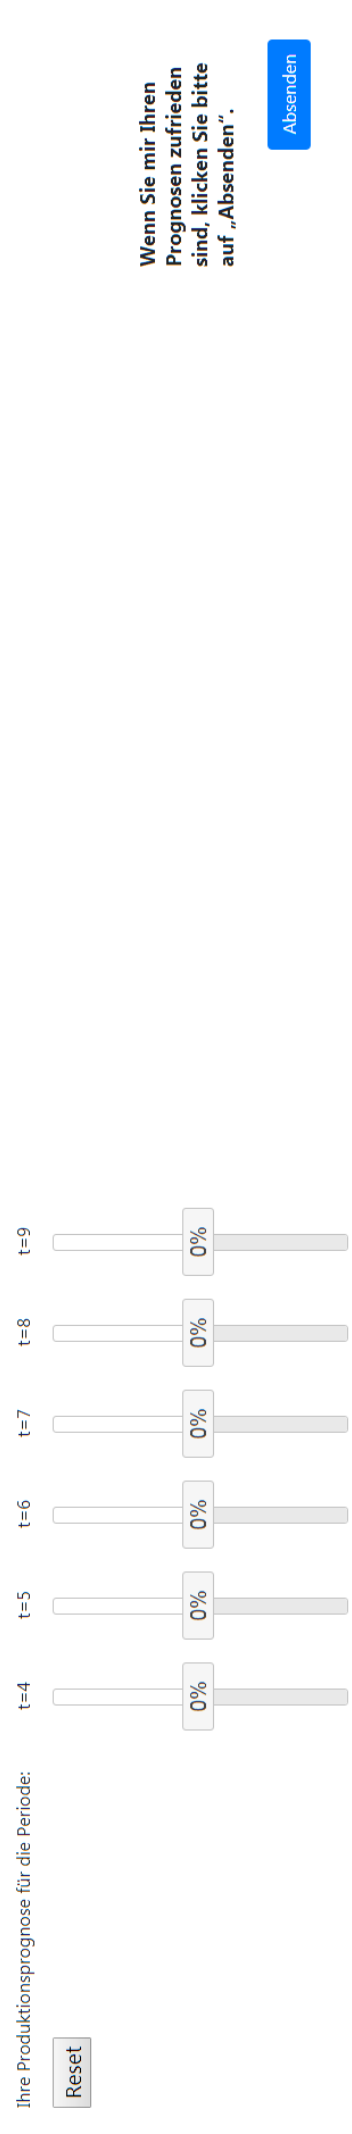 Ihre Produktionsprognose für die Periode:
t=4
t=5
t=6
t=7
t=8
t=9
Reset
0%
0%
0%
0%
0%
0%
Wenn Sie mir Ihren
Prognosen zufrieden
sind, klicken Sie bitte
auf „Absenden“.
Absenden